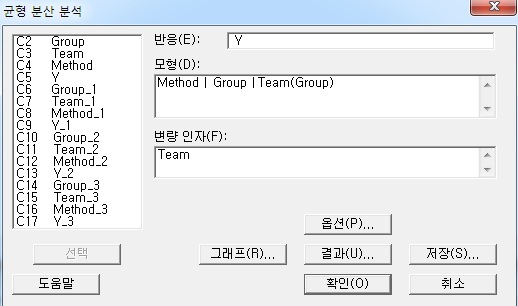 균형 분산 분석
C2 Group
C3 Team
C4 Method
C5 Y
C6 Group_1
C7 Team_1
C8 Method_1
C9 Y_1
C10 Group_2
C11 Team_2
C12 Method_2
C13 Y_2
C14 Group_3
C15 Team_3
C16 Method_3
C17 Y_3
반응(E): Y
모형(D):
Method | Group |Team(Group)
변량 인자(F):
Team
옵션(P)...
선택 그래프(R)... 결과(U)... 저장(S)...
도움말 확인(O) 취소